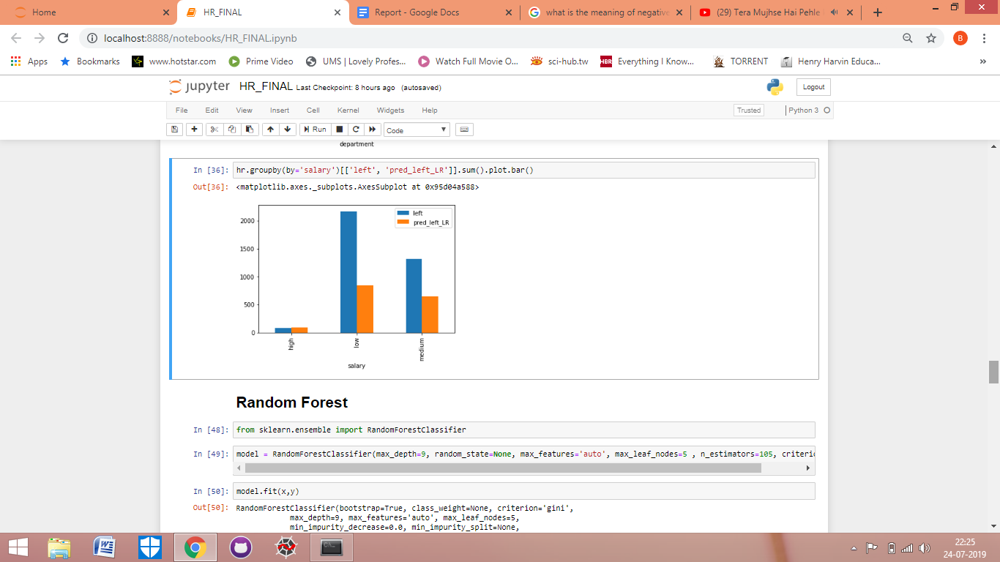 Home
HR_FINAL
Report - Google Docs
what is the meaning of negative
(29) Tera Mujhse Hai Pehle
localhost:8888/notebooks/HR_FINAL.ipynb
B
Apps
Bookmarks
www.hotstar.com
Prime Video
UMS | Lovely Profes...
Watch Full Movie O...
sci-hub.tw
HBR
Everything I Know...
TORRENT
Henry Harvin Educa...
»
jupyter HR_FINAL Last Checkpoint: 8 hours ago (autosaved)
Logout
File Edit View Insert Cell Kernel Widgets Help
Trusted
Python 3
Run
Code
department
In [36]: hr.groupby(by='salary')[['left', 'pred_left_LR']].sum().plot.bar()
Out[36]: <matplotlib.axes._subplots.AxesSubplot at 0x95d04a588>
left
pred_left_LR
2000
1500
1000
500
0
high
low
medium
salary
Random Forest
In [48]: from sklearn.ensemble import RandomForestClassifier
In [49]: model = RandomForestClassifier(max_depth=9, random_state=None, max_features='auto', max_leaf_nodes=5 , n_estimators=105, criterio
In [50]: model.fit(x,y)
Out[50]: RandomForestClassifier(bootstrap=True, class_weight=None, criterion='gini',
max_depth=9, max_features='auto', max_leaf_nodes=5,
min_impurity_decrease=0.0, min_impurity_split=None,
22:25
24-07-2019